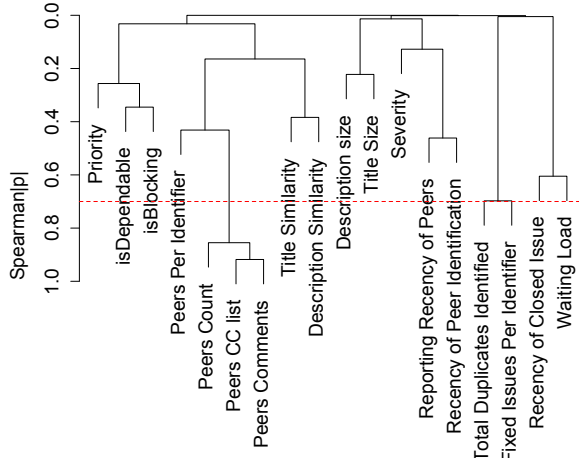 Spearman|p|
0.0
0.2
0.4
0.6
0.8
1.0
Priority
isDependable
isBlocking
Peers Per Identifier
Peers Count
Peers CC list
Peers Comments
Title Similarity
Description Similarity
Description size
Title Size
Severity
Reporting Recency of Peers
Recency of Peer Identification
Total Duplicates Identified
Fixed Issues Per Identifier
Recency of Closed Issue
Waiting Load